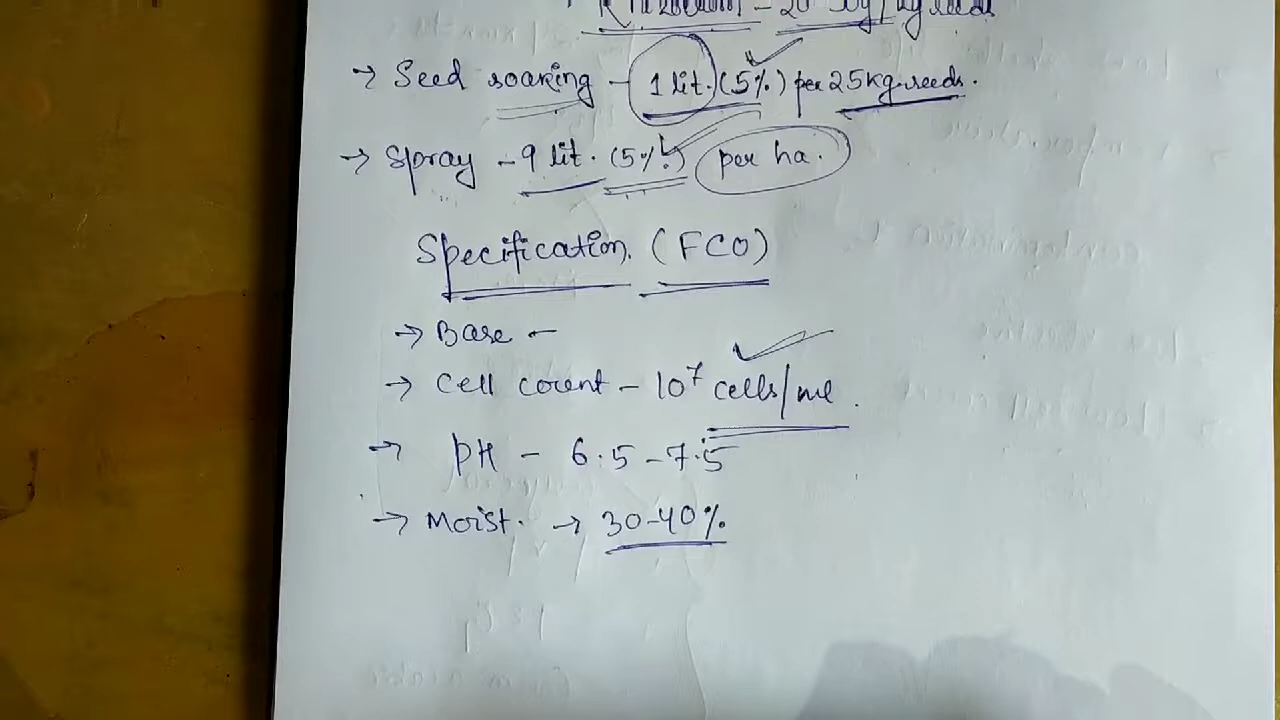 → Seed soaking - 1 lit. (5%) per 25kg seeds.
→ Spray - 9 lit. (5%) per ha.
Specification. (FCO)
→ Base -
→ Cell count - 10⁷ cells/ml.
→ pH - 6.5-7.5
→ Moist. → 30-40%